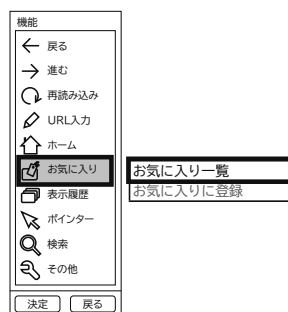 機能
戻る
進む
再読み込み
URL入力
ホーム
お気に入り
お気に入り一覧
お気に入りに登録
表示履歴
ポインター
検索
その他
決定 戻る